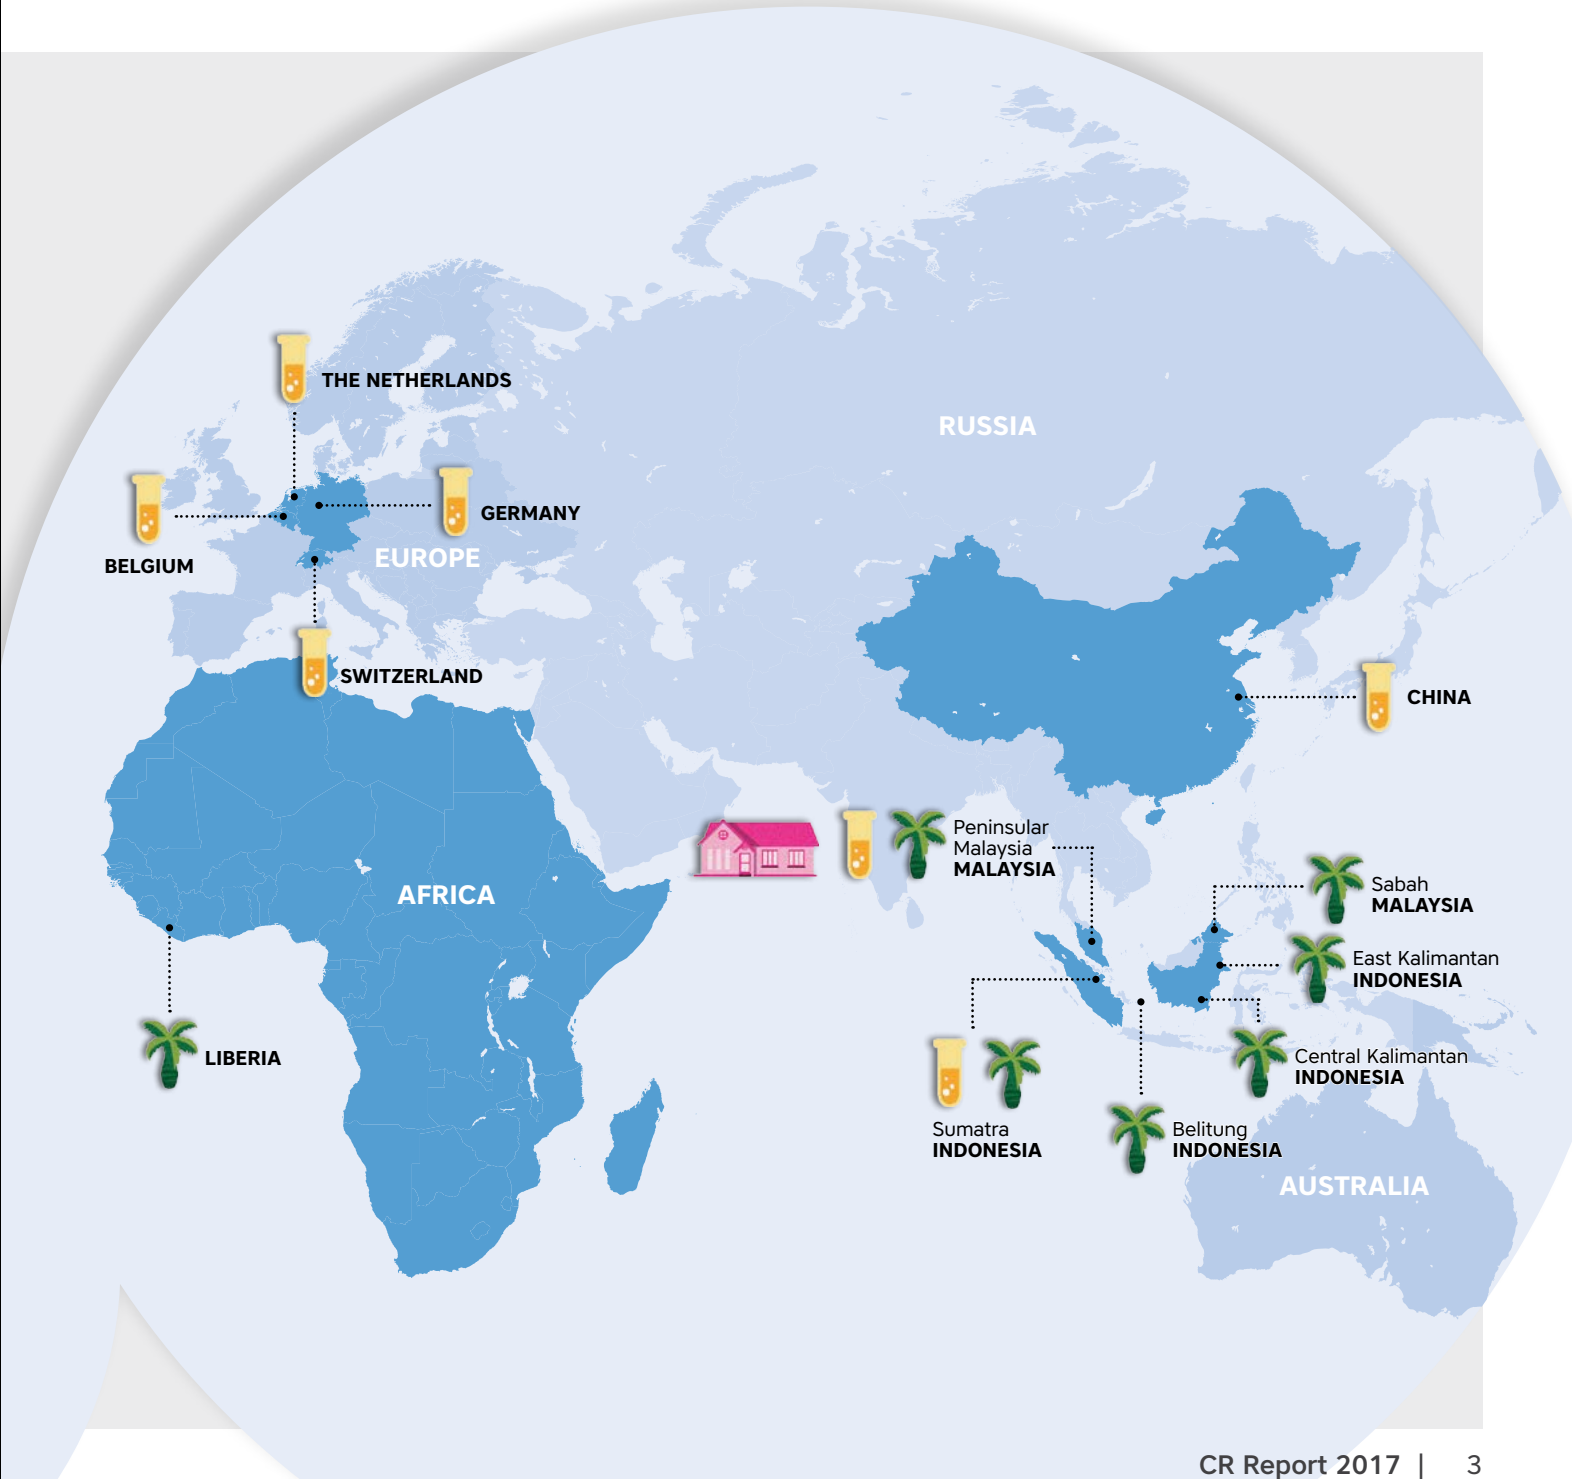 THE NETHERLANDS
RUSSIA
GERMANY
EUROPE
BELGIUM
SWITZERLAND
CHINA
Peninsular
Malaysia
MALAYSIA
Sabah
MALAYSIA
AFRICA
East Kalimantan
INDONESIA
LIBERIA
Central Kalimantan
INDONESIA
Sumatra
INDONESIA
Belitung
INDONESIA
AUSTRALIA
CR Report 2017 | 3